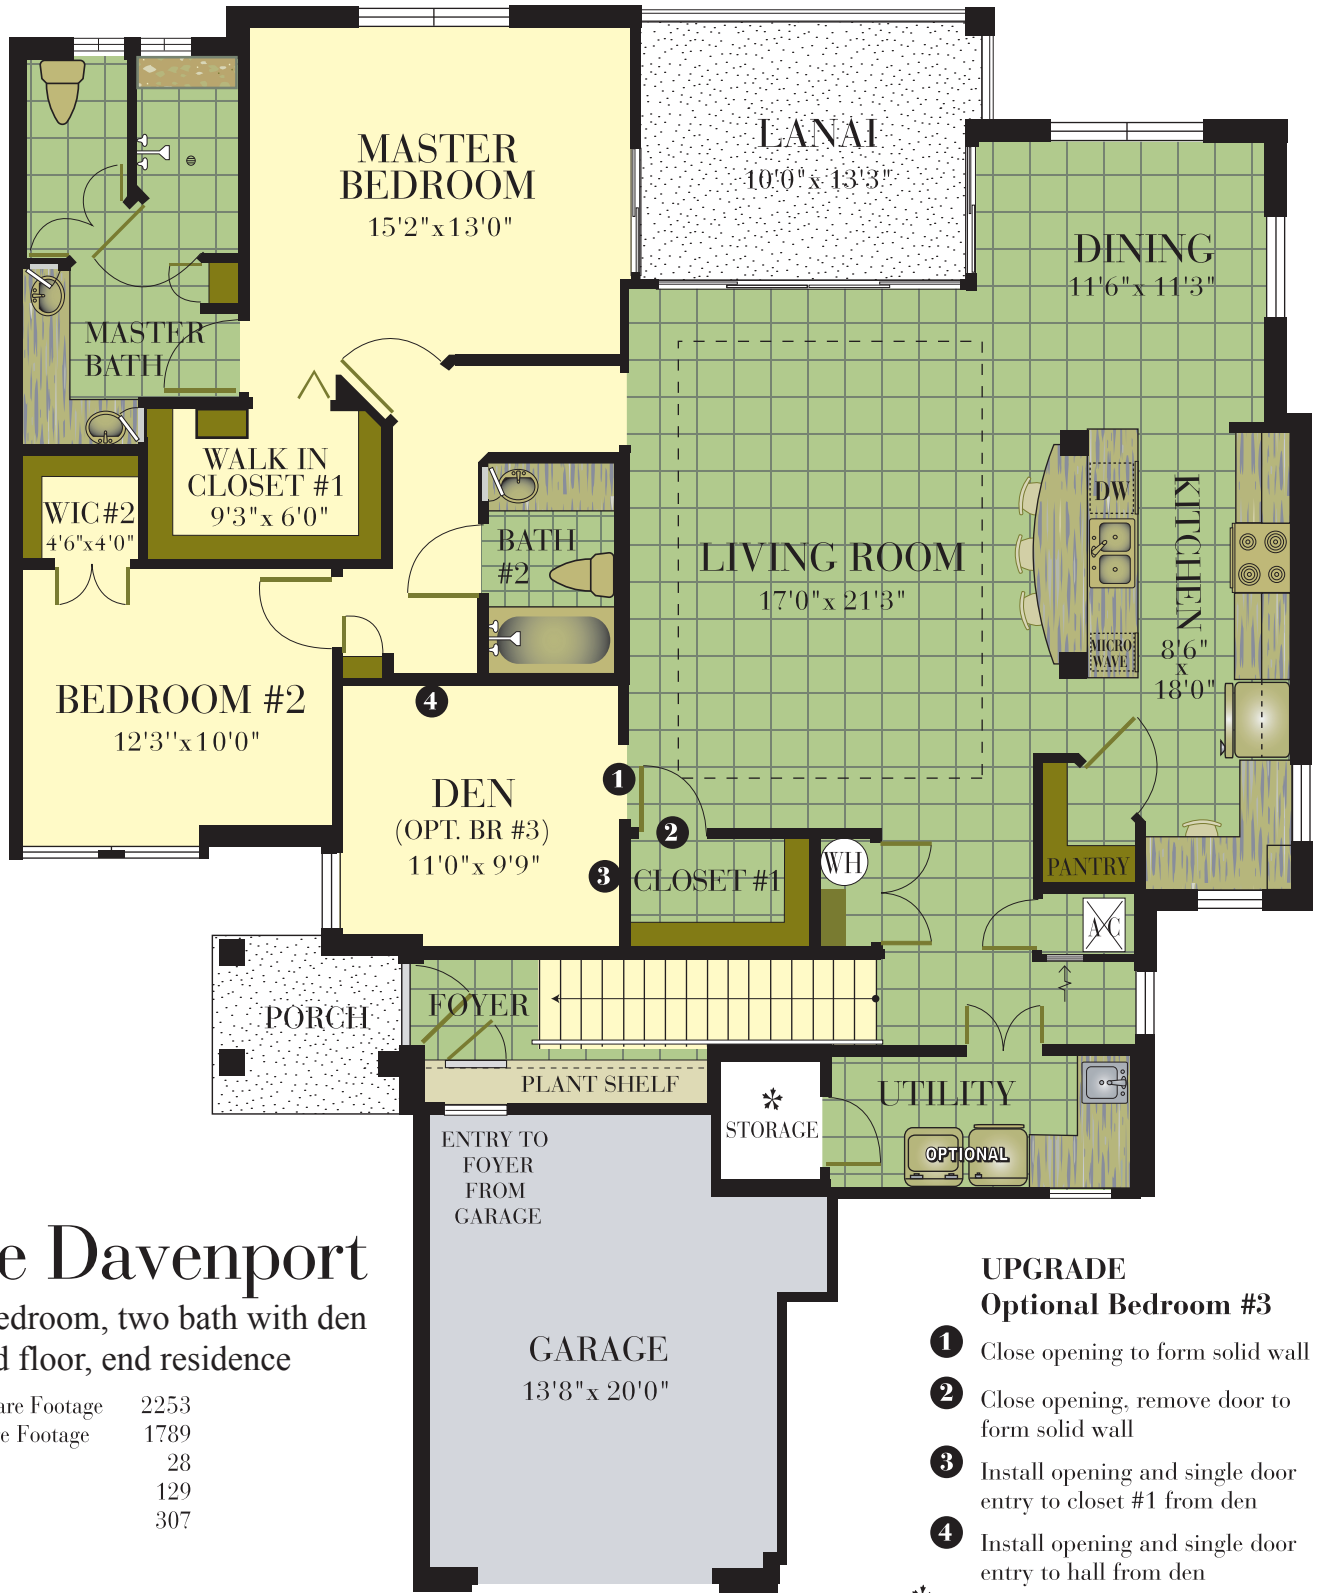 MASTER
BEDROOM
15'2"x13'0"
LANAI
10'0"x 13'3"
DINING
11'6"x 11'3"
MASTER
BATH
WALK IN
CLOSET #1
9'3"x 6'0"
WIC#2
4'6"x4'0"
BATH
#2
LIVING ROOM
17'0"x 21'3"
DW
KITCHEN
8'6"
x
18'0"
MICRO
WAVE
BEDROOM #2
12'3''x10'0"
4
DEN
(OPT. BR #3)
11'0"x 9'9"
1
2
3
CLOSET #1
WH
PANTRY
A/C
PORCH
FOYER
PLANT SHELF
*
STORAGE
UTILITY
OPTIONAL
ENTRY TO
FOYER
FROM
GARAGE
GARAGE
13'8"x 20'0"
e Davenport
edroom, two bath with den
d floor, end residence
are Footage 2253
e Footage 1789
28
129
307
UPGRADE
Optional Bedroom #3
1 Close opening to form solid wall
2 Close opening, remove door to
form solid wall
3 Install opening and single door
entry to closet #1 from den
4 Install opening and single door
entry to hall from den
*